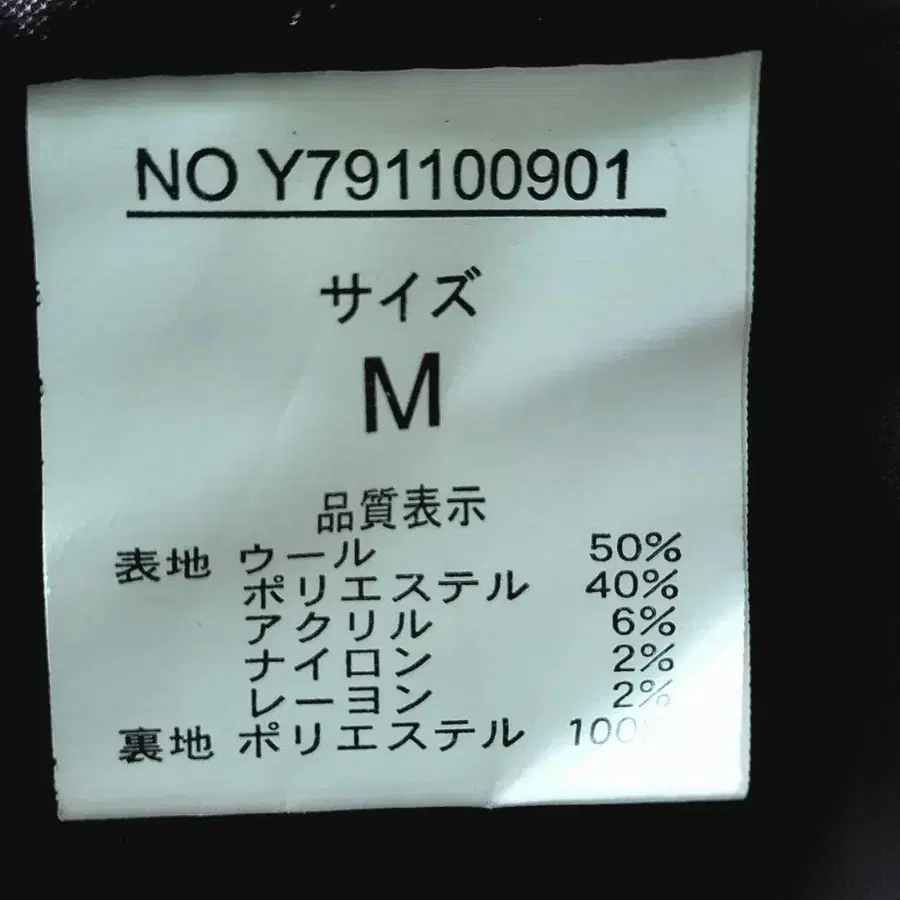 NO Y791100901
サイズ
M
品質表示
表地 ウール 50%
ポリエステル 40%
アクリル 6%
ナイロン 2%
レーヨン 2%
裏地 ポリエステル 100%